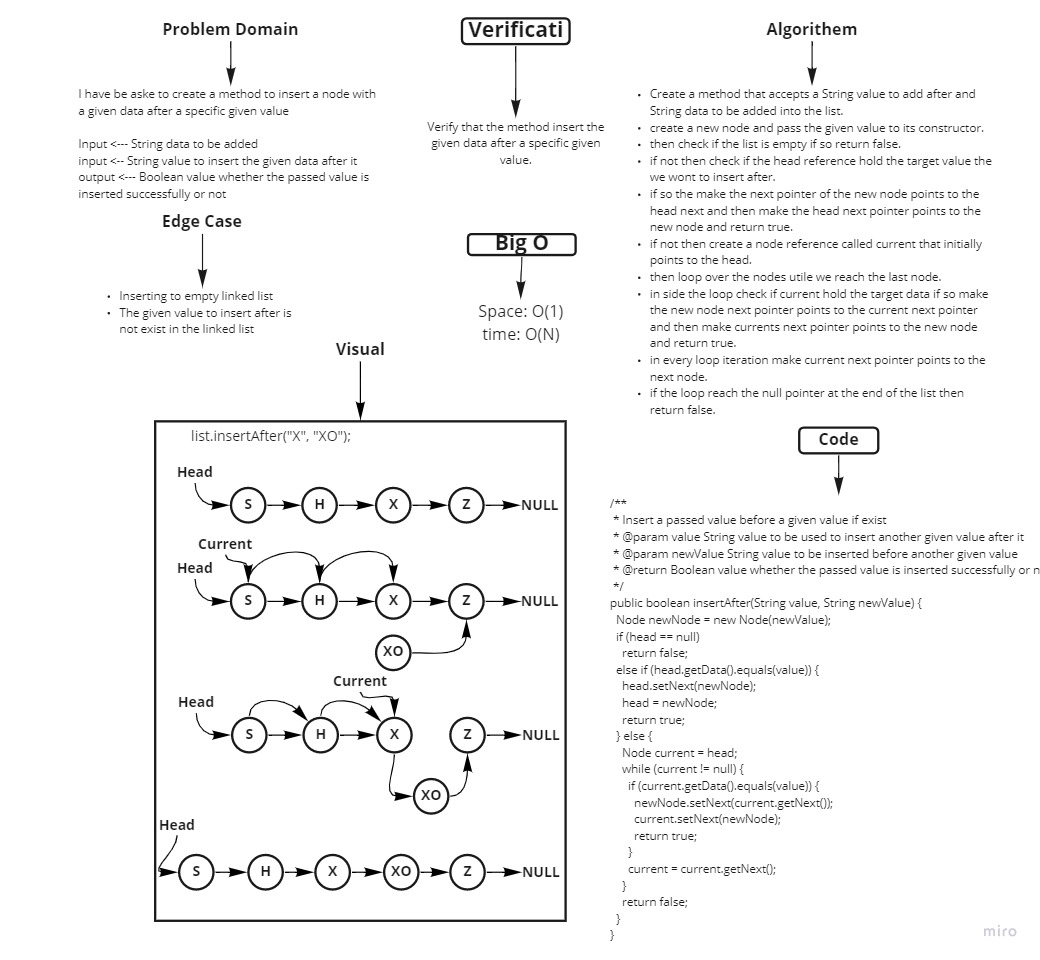 Problem Domain
I have be aske to create a method to insert a node with
a given data after a specific given value
Input <--- String data to be added
input <-- String value to insert the given data after it
output <--- Boolean value whether the passed value is
inserted successfully or not
Edge Case
• Inserting to empty linked list
• The given value to insert after is
not exist in the linked list
Verificati
Verify that the method insert the
given data after a specific given
value.
Big O
Space: O(1)
time: O(N)
Visual
list.insertAfter("X", "XO");
Head
S H X Z NULL
Current
Head
S H X Z NULL
XO
Current
Head
S H X Z NULL
XO
Head
S H X XO Z NULL
Algorithem
• Create a method that accepts a String value to add after and
String data to be added into the list.
• create a new node and pass the given value to its constructor.
• then check if the list is empty if so return false.
• if not then check if the head reference hold the target value the
we wont to insert after.
• if so the make the next pointer of the new node points to the
head next and then make the head next pointer points to the
new node and return true.
• if not then create a node reference called current that initially
points to the head.
• then loop over the nodes utile we reach the last node.
• in side the loop check if current hold the target data if so make
the new node next pointer points to the current next pointer
and then make currents next pointer points to the new node
and return true.
• in every loop iteration make current next pointer points to the
next node.
• if the loop reach the null pointer at the end of the list then
return false.
Code
/**
* Insert a passed value before a given value if exist
* @param value String value to be used to insert another given value after it
* @param newValue String value to be inserted before another given value
* @return Boolean value whether the passed value is inserted successfully or n
*/
public boolean insertAfter(String value, String newValue) {
Node newNode = new Node(newValue);
if (head == null)
return false;
else if (head.getData().equals(value)) {
head.setNext(newNode);
head = newNode;
return true;
} else {
Node current = head;
while (current != null) {
if (current.getData().equals(value)) {
newNode.setNext(current.getNext());
current.setNext(newNode);
return true;
}
current = current.getNext();
}
return false;
}
}
miro